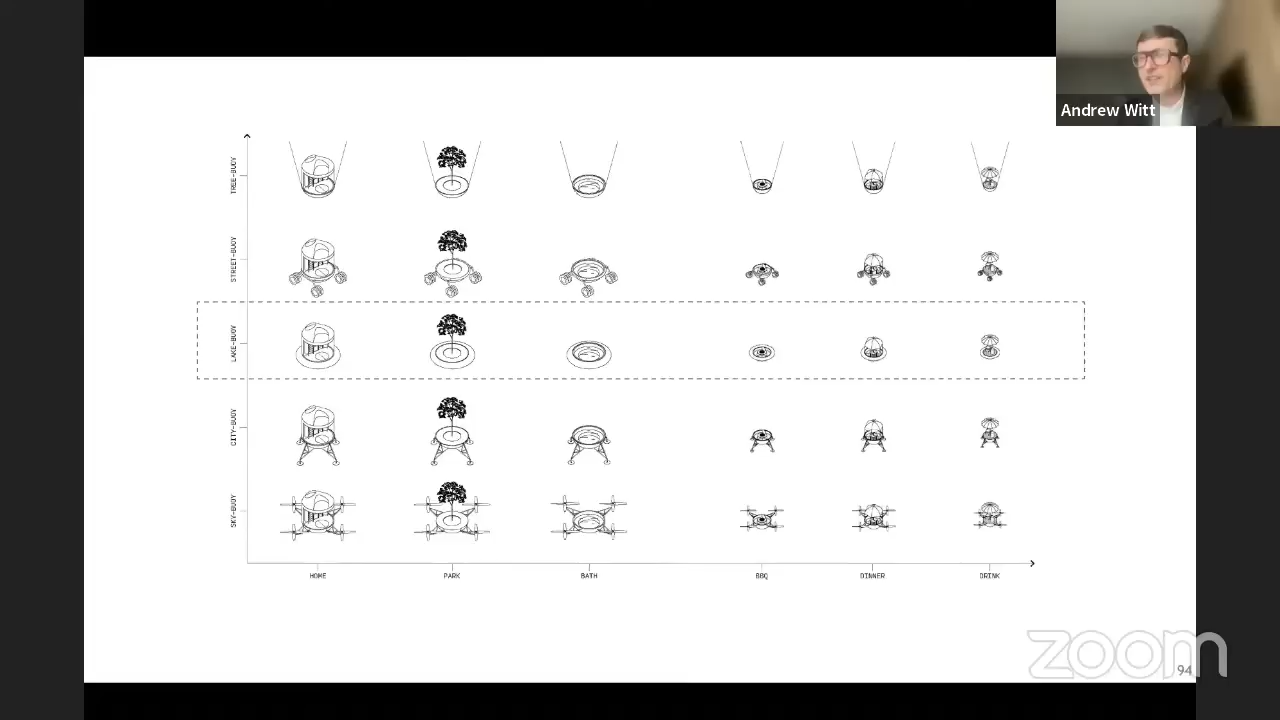 Andrew Witt
TREE-BUOY
STREET-BUOY
LAKE-BUOY
CITY-BUOY
SKY-BUOY
HOME PARK BATH BBQ DINNER DRINK
zoom
94